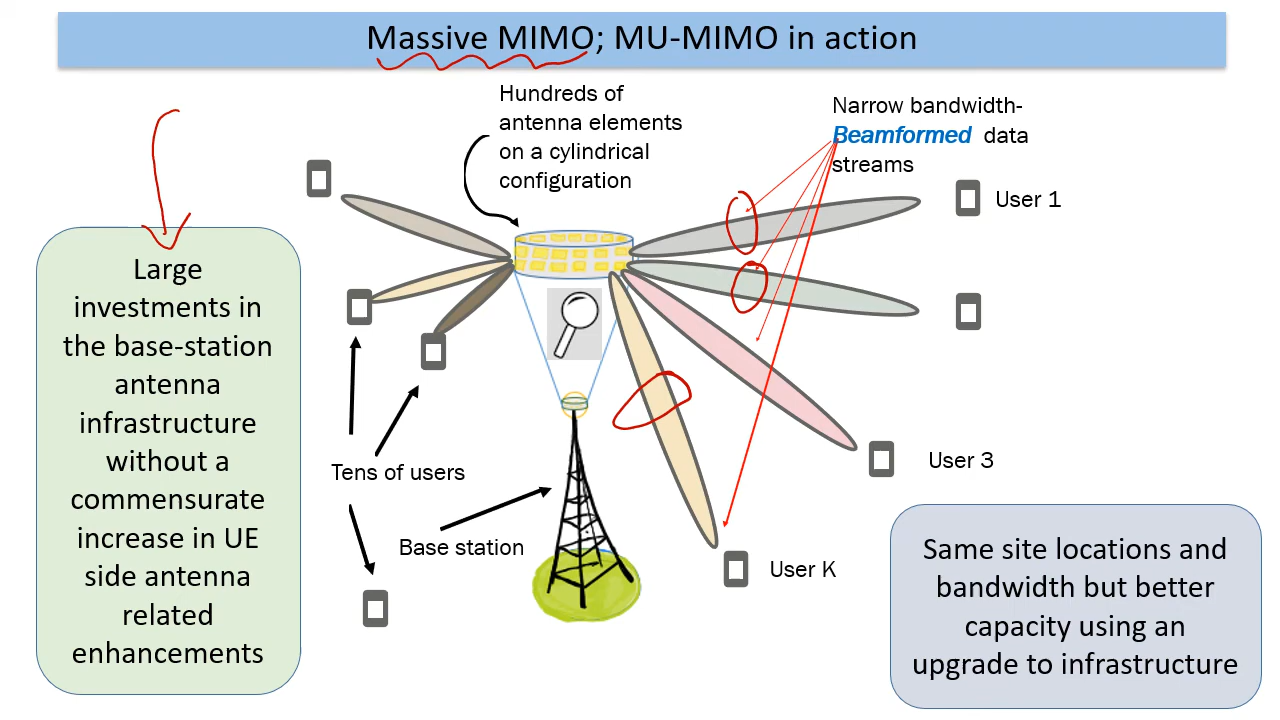 Massive MIMO; MU-MIMO in action
Hundreds of
antenna elements
on a cylindrical
configuration
Narrow bandwidth-
Beamformed data
streams
User 1
Large
investments in
the base-station
antenna
infrastructure
without a
commensurate
increase in UE
side antenna
related
enhancements
Tens of users
Base station
User 3
User K
Same site locations and
bandwidth but better
capacity using an
upgrade to infrastructure